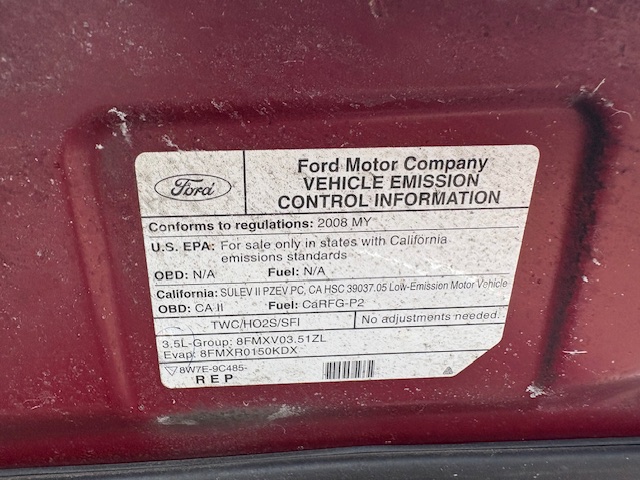 Ford
Ford Motor Company
VEHICLE EMISSION
CONTROL INFORMATION
Conforms to regulations: 2008 MY
U.S. EPA: For sale only in states with California
emissions standards
OBD: N/A Fuel: N/A
California: SULEV II PZEV PC, CA HSC 39037.05 Low-Emission Motor Vehicle
OBD: CA II Fuel: CaRFG-P2
TWC/HO2S/SFI No adjustments needed.
3.5L-Group: 8FMXV03.51ZL
Evap: 8FMXR0150KDX
8W7E-9C485-
REP